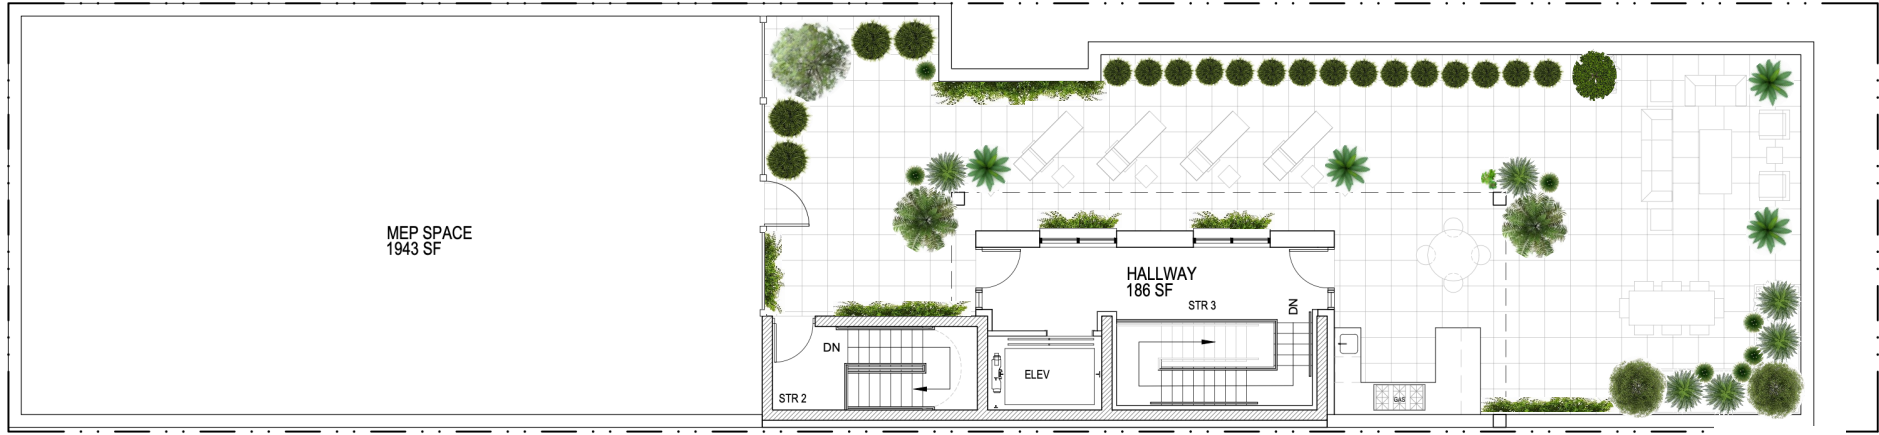 MEP SPACE
1943 SF
HALLWAY
186 SF
STR 3
DN
DN
ELEV
STR 2
GAS